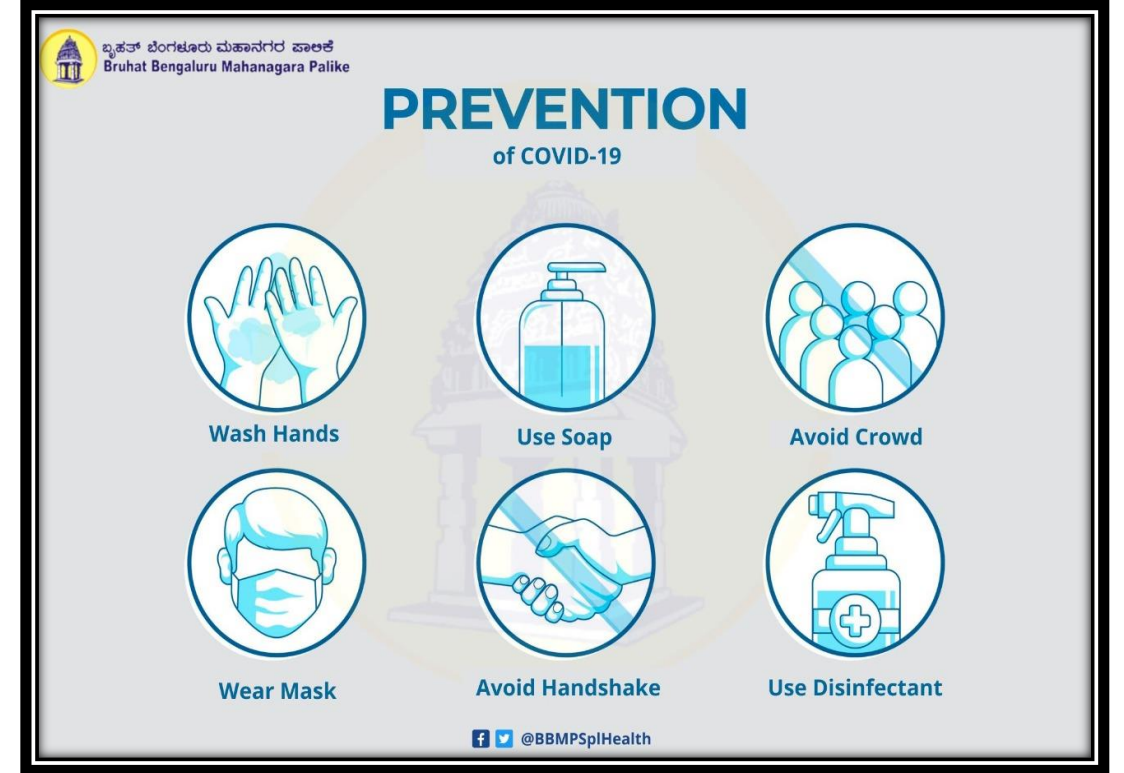 ಬೃಹತ್ ಬೆಂಗಳೂರು ಮಹಾನಗರ ಪಾಲಿಕೆ
Bruhat Bengaluru Mahanagara Palike
PREVENTION
of COVID-19
Wash Hands
Use Soap
Avoid Crowd
Wear Mask
Avoid Handshake
Use Disinfectant
@BBMPSplHealth